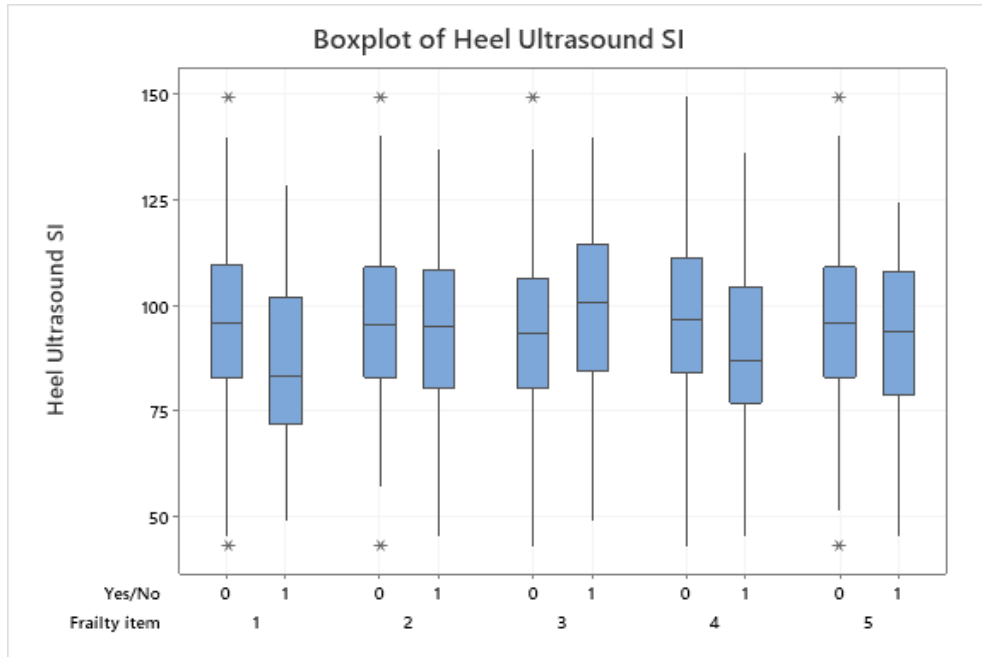 Boxplot of Heel Ultrasound SI
150
125
100
75
50
Heel Ultrasound SI
Yes/No 0 1 0 1 0 1 0 1 0 1
Frailty item 1 2 3 4 5